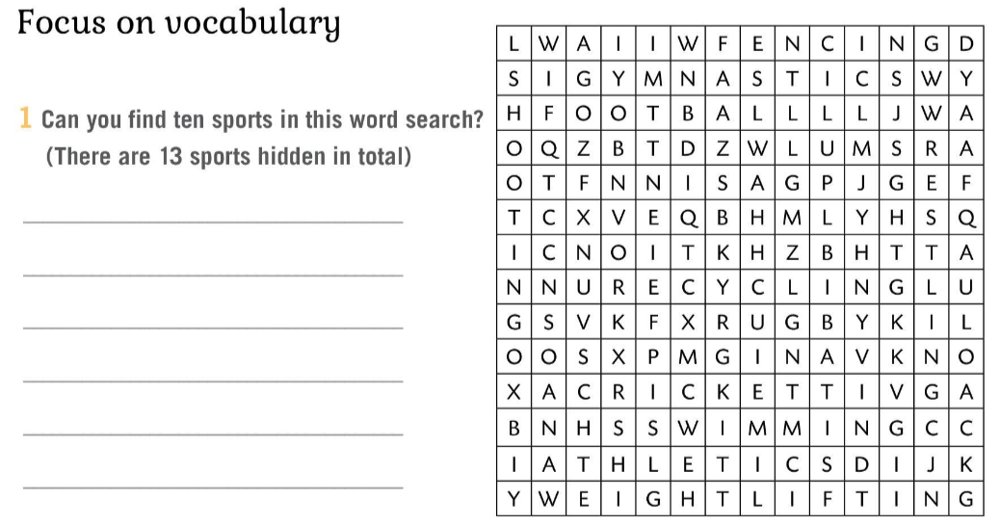 Focus on vocabulary
1 Can you find ten sports in this word search?
(There are 13 sports hidden in total)
L W A I I W F E N C I N G D
S I G Y M N A S T I C S W Y
H F O O T B A L L L L J W A
O Q Z B T D Z W L U M S R A
O T F N N I S A G P J G E F
T C X V E Q B H M L Y H S Q
I C N O I T K H Z B H T T A
N N U R E C Y C L I N G L U
G S V K F X R U G B Y K I L
O O S X P M G I N A V K N O
X A C R I C K E T T I V G A
B N H S S W I M M I N G C C
I A T H L E T I C S D I J K
Y W E I G H T L I F T I N G